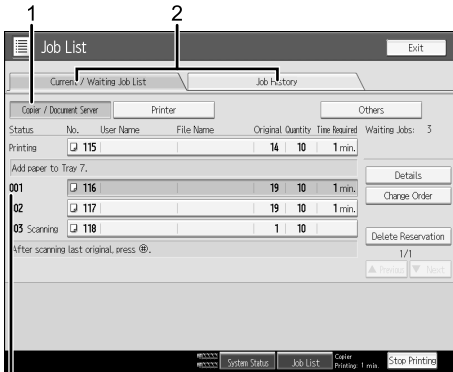 1 2
Job List Exit
Current / Waiting Job List Job History
Copier / Document Server Printer Others
Status No. User Name File Name Original Quantity Time Required Waiting Jobs: 3
Printing 115 14 10 1 min.
Add paper to Tray 7.
Details
001 116 19 10 1 min.
Change Order
02 117 19 10 1 min.
03 Scanning 118 1 10
Delete Reservation
After scanning last original, press
1/1
▲ Previous ▼ Next
System Status Job List Copier Printing: 1 min. Stop Printing